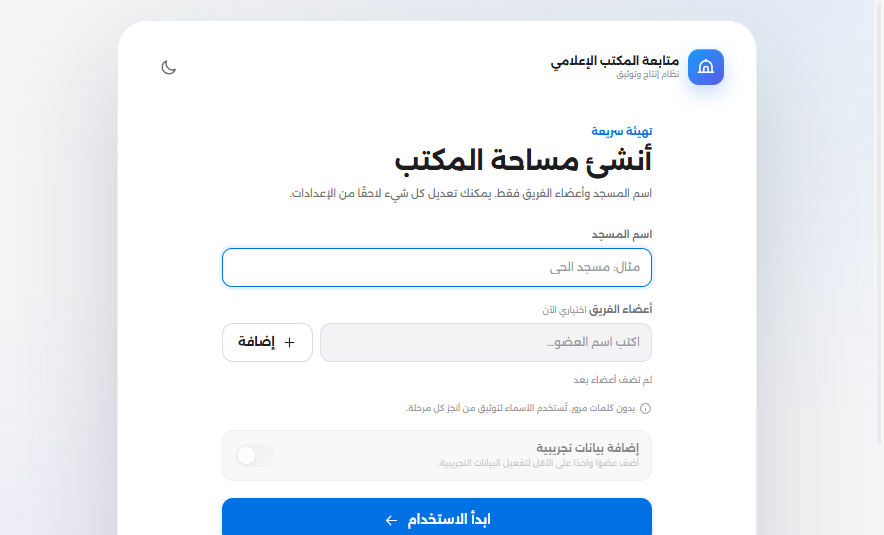 متابعة المكتب الإعلامي
نظام إنتاج وتوثيق
تهيئة سريعة
أنشئ مساحة المكتب
اسم المسجد وأعضاء الفريق فقط. يمكنك تعديل كل شيء لاحقًا من الإعدادات.
اسم المسجد
مثال: مسجد الحي
أعضاء الفريق اختياري الآن
اكتب اسم العضو...
إضافة
لم تضف أعضاء بعد
بدون كلمات مرور. تُستخدم الأسماء لتوثيق من أنجز كل مرحلة.
إضافة بيانات تجريبية
أضف عضوًا واحدًا على الأقل لتفعيل البيانات التجريبية.
ابدأ الاستخدام